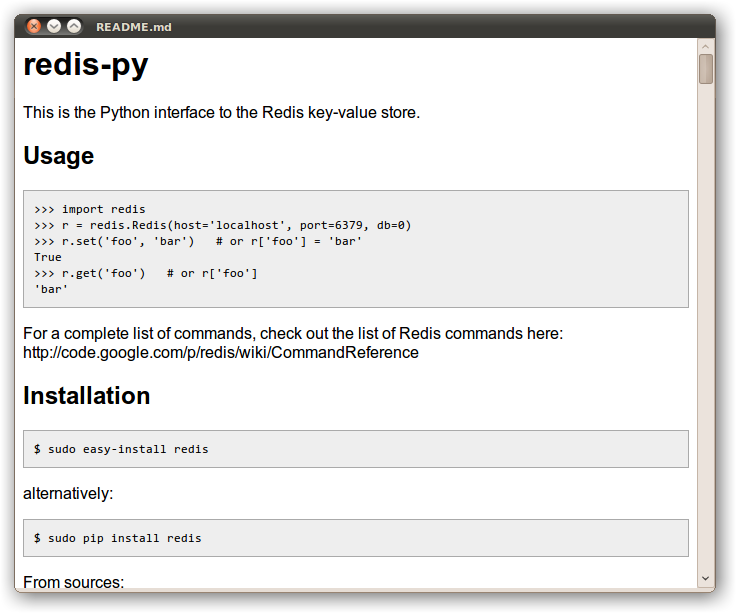 README.md
redis-py
This is the Python interface to the Redis key-value store.
Usage
>>> import redis
>>> r = redis.Redis(host='localhost', port=6379, db=0)
>>> r.set('foo', 'bar')   # or r['foo'] = 'bar'
True
>>> r.get('foo')   # or r['foo']
'bar'
For a complete list of commands, check out the list of Redis commands here:
http://code.google.com/p/redis/wiki/CommandReference
Installation
$ sudo easy-install redis
alternatively:
$ sudo pip install redis
From sources: